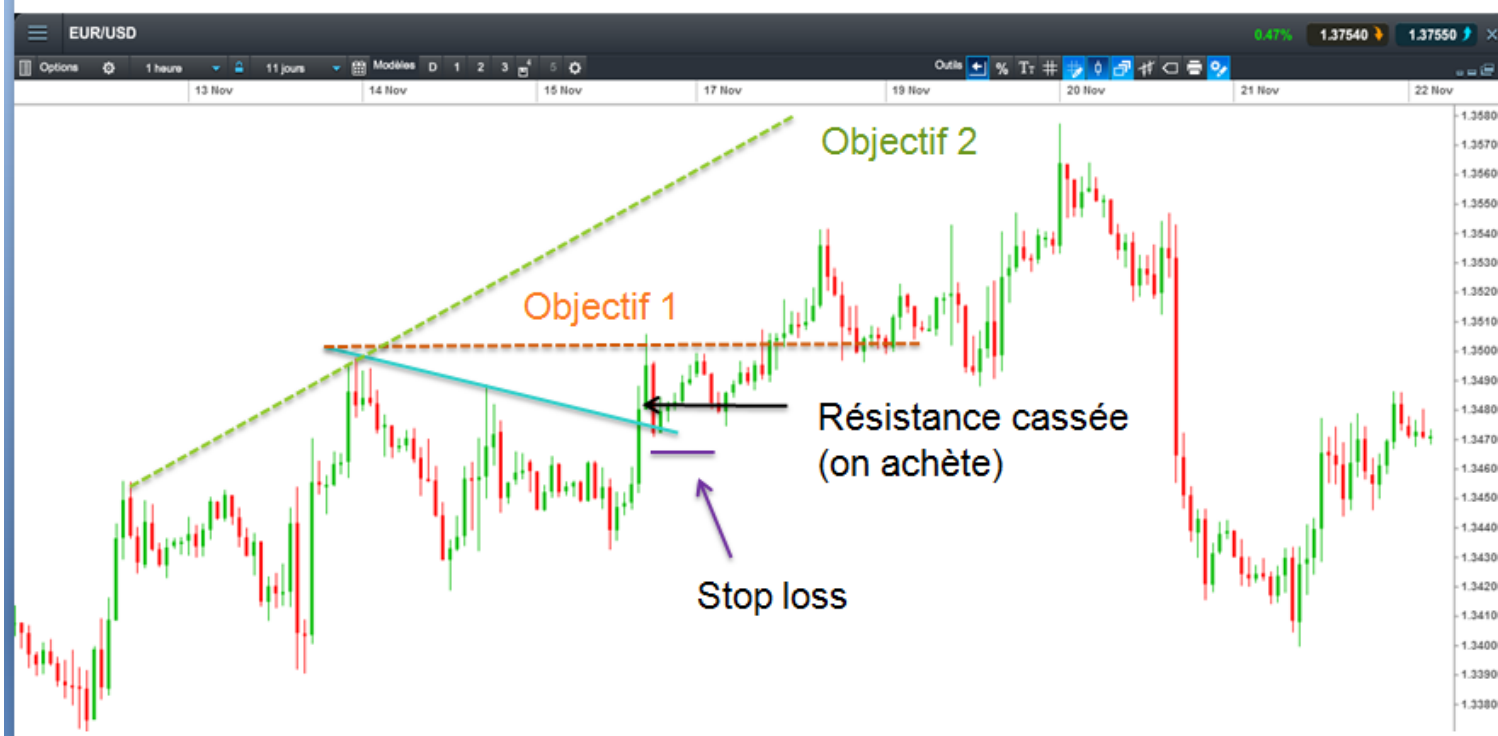 EUR/USD
0.47% 1.37540 1.37550
Options 1 heure 11 jours Modèles D 1 2 3 4 5 Outils % TT
13 Nov 14 Nov 15 Nov 17 Nov 19 Nov 20 Nov 21 Nov 22 Nov
Objectif 2
Objectif 1
Résistance cassée
(on achète)
Stop loss
1.3580
1.3570
1.3560
1.3550
1.3540
1.3530
1.3520
1.3510
1.3500
1.3490
1.3480
1.3470
1.3460
1.3450
1.3440
1.3430
1.3420
1.3410
1.3400
1.3390
1.3380